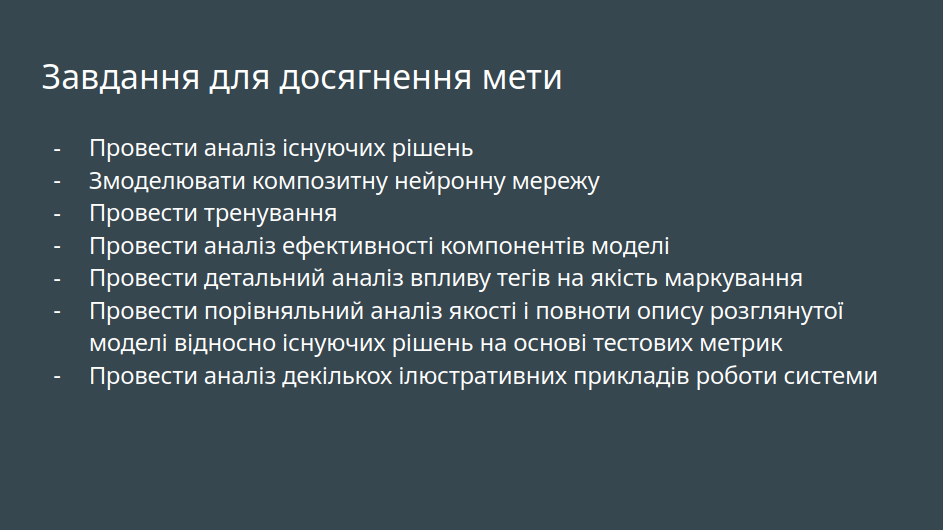 Завдання для досягнення мети
- Провести аналіз існуючих рішень
- Змоделювати композитну нейронну мережу
- Провести тренування
- Провести аналіз ефективності компонентів моделі
- Провести детальний аналіз впливу тегів на якість маркування
- Провести порівняльний аналіз якості і повноти опису розглянутої
моделі відносно існуючих рішень на основі тестових метрик
- Провести аналіз декількох ілюстративних прикладів роботи системи